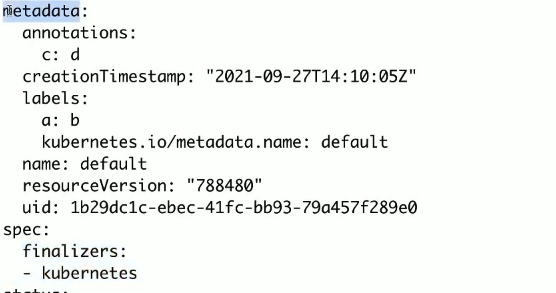 metadata:
  annotations:
    c: d
  creationTimestamp: "2021-09-27T14:10:05Z"
  labels:
    a: b
    kubernetes.io/metadata.name: default
  name: default
  resourceVersion: "788480"
  uid: 1b29dc1c-ebec-41fc-bb93-79a457f289e0
spec:
  finalizers:
  - kubernetes